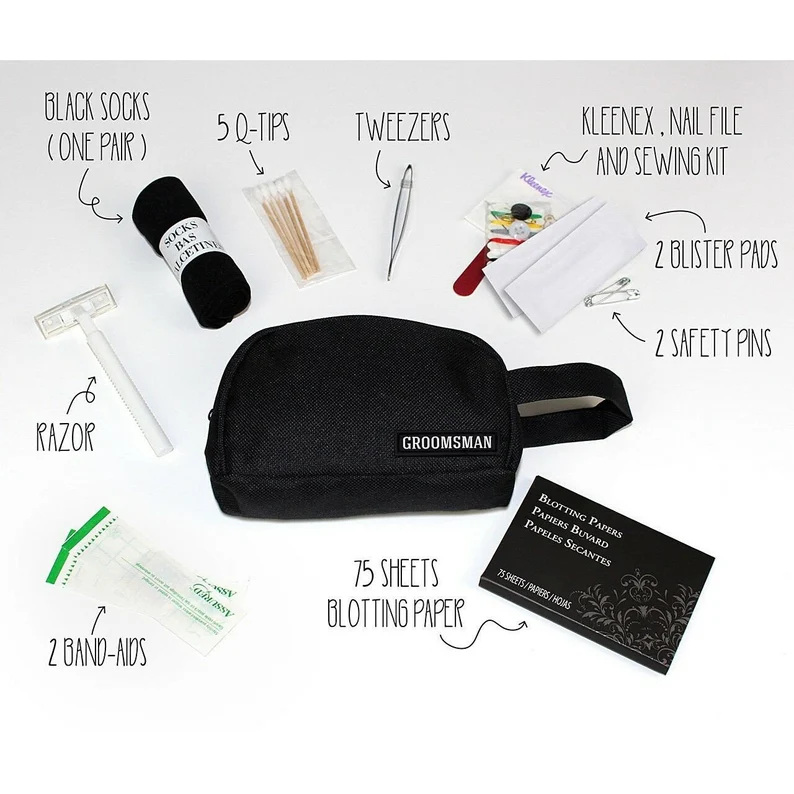 BLACK SOCKS
( ONE PAIR )
5 Q-TIPS
TWEEZERS
KLEENEX , NAIL FILE
AND SEWING KIT
Kleenex
SOCKS
BAS
2 BLISTER PADS
2 SAFETY PINS
RAZOR
GROOMSMAN
BLOTTING PAPERS
PAPIERS BUVARD
PAPELES SECANTES
75 SHEETS / PAPIERS / HOJAS
75 SHEETS
BLOTTING PAPER
ASSURED
2 BAND-AIDS